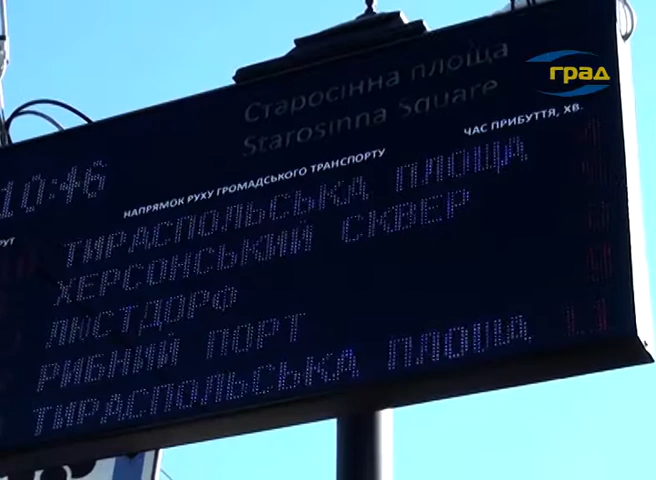 Старосінна площа
Starosinna Square
град
10:46
НАПРЯМОК РУХУ ГРОМАДСЬКОГО ТРАНСПОРТУ
ЧАС ПРИБУТТЯ, ХВ.
ТИРАСПОЛЬСЬКА ПЛОЩА
ХЕРСОНСЬКИЙ СКВЕР
ЛЮСТДОРФ
РИБНИЙ ПОРТ
ТИРАСПОЛЬСЬКА ПЛОЩА